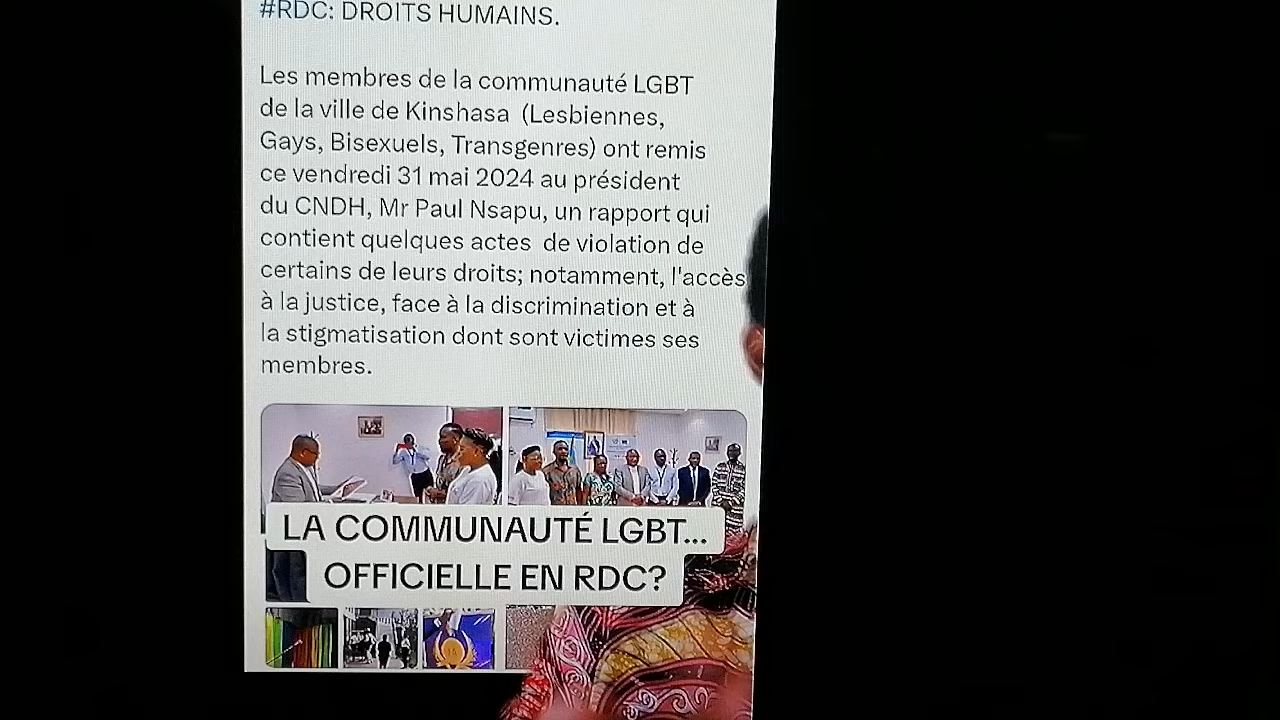 #RDC: DROITS HUMAINS.
Les membres de la communauté LGBT
de la ville de Kinshasa (Lesbiennes,
Gays, Bisexuels, Transgenres) ont remis
ce vendredi 31 mai 2024 au président
du CNDH, Mr Paul Nsapu, un rapport qui
contient quelques actes de violation de
certains de leurs droits; notamment, l'accès
à la justice, face à la discrimination et à
la stigmatisation dont sont victimes ses
membres.
LA COMMUNAUTÉ LGBT...
OFFICIELLE EN RDC?